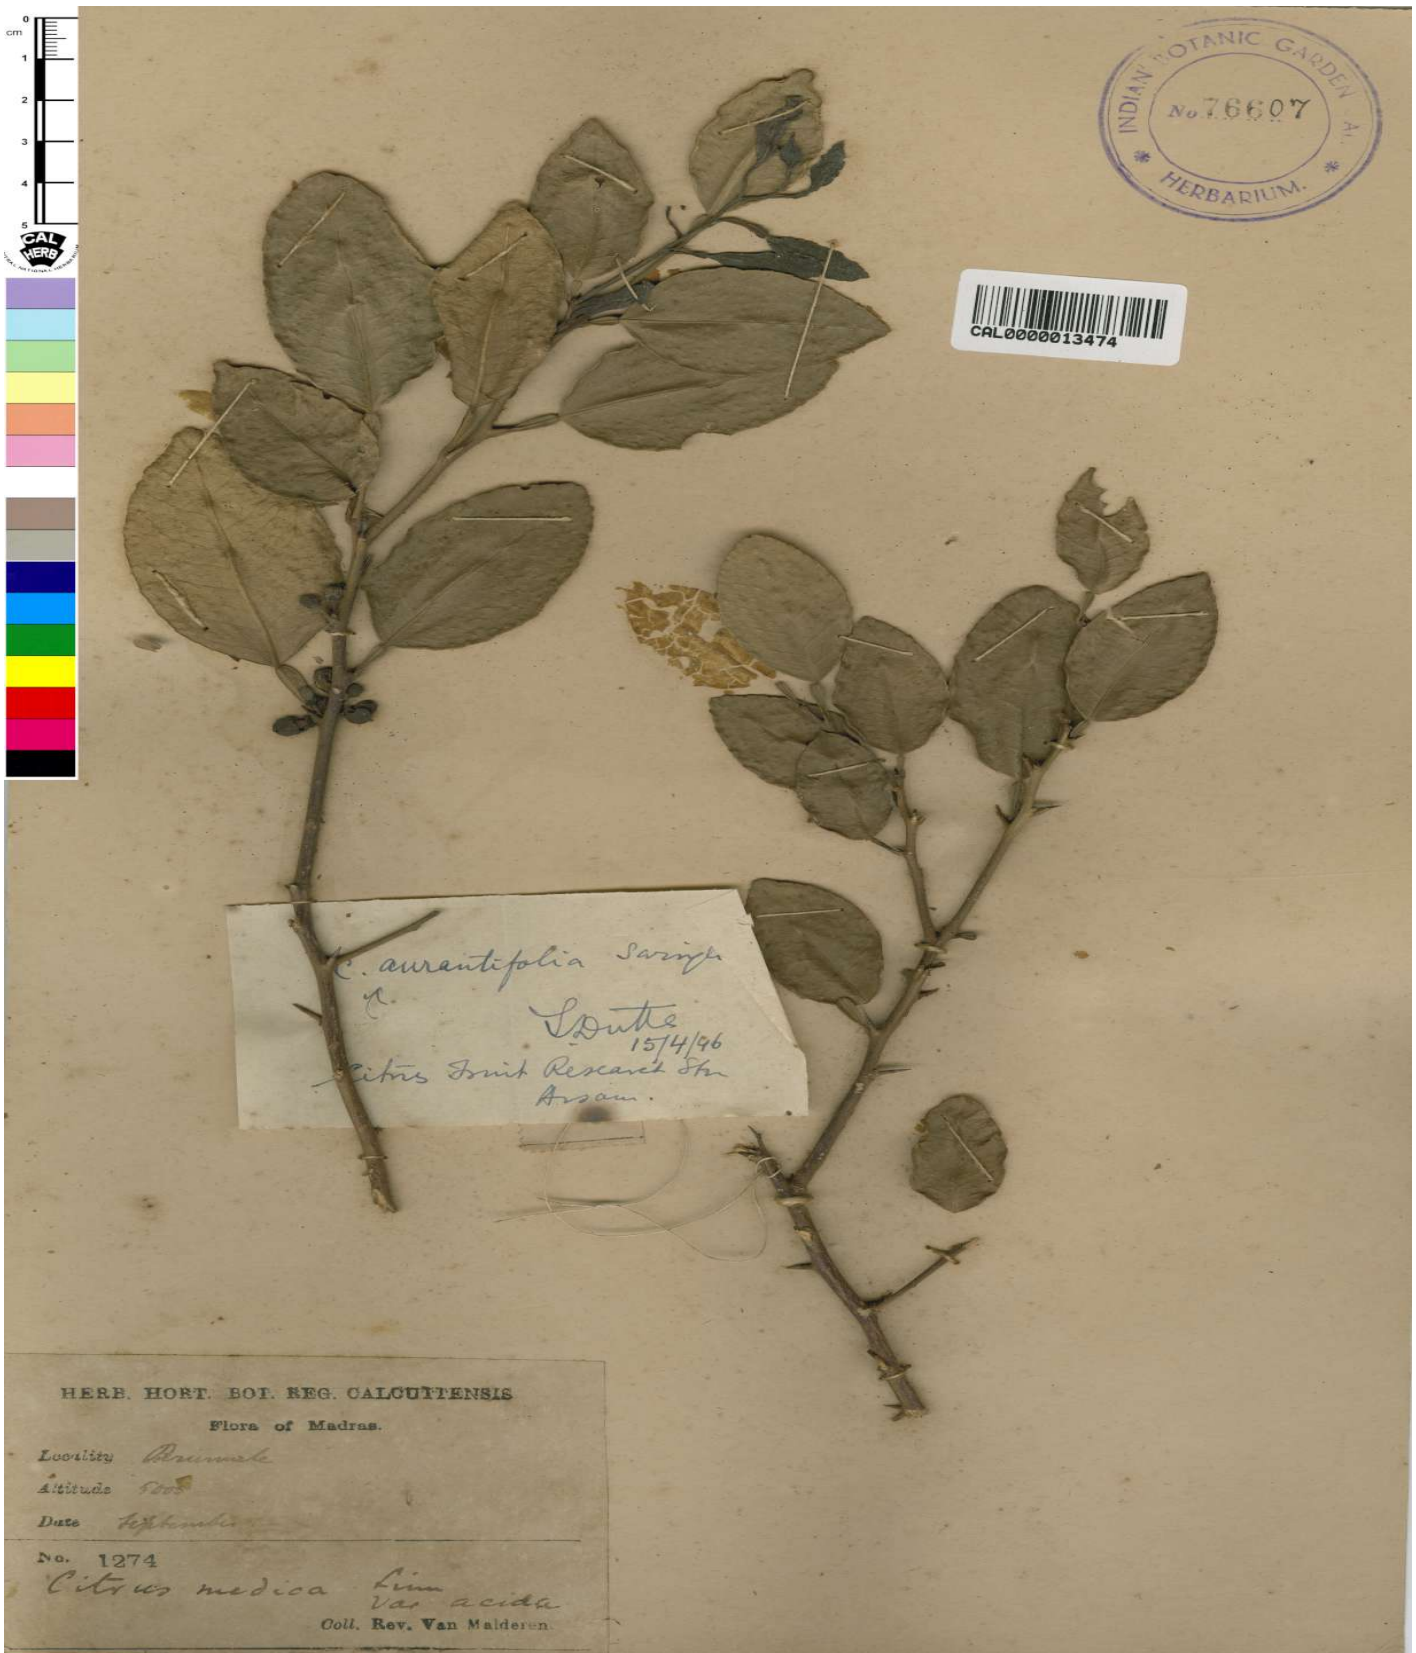 0
cm
1
2
3
4
5
CAL
HERB
INDIAN BOTANIC GARDEN
No 76607
HERBARIUM.
CAL0000013474
C. aurantifolia Swingle
S. Dutta
15/4/46
Citrus Fruit Research Stn
Assam.
HERB. HORT. BOT. REG. CALCUTTENSIS
Flora of Madras.
Locality
Altitude 5000
Date September
No. 1274
Citrus medica Linn
Var acida
Coll. Rev. Van Malderen